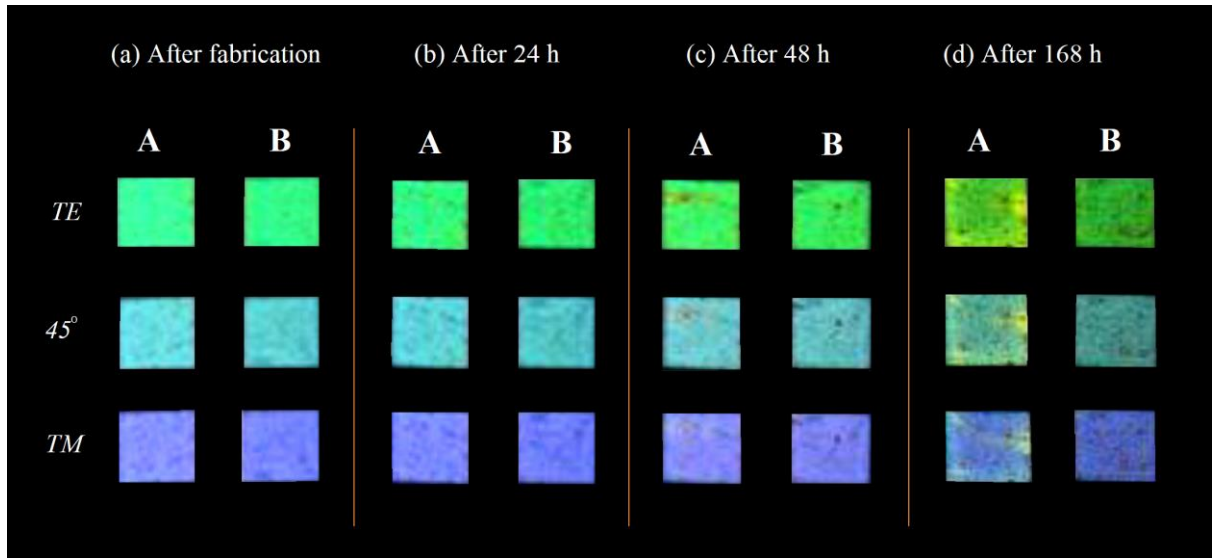 (a) After fabrication (b) After 24 h (c) After 48 h (d) After 168 h
A B A B A B A B
TE
45°
TM